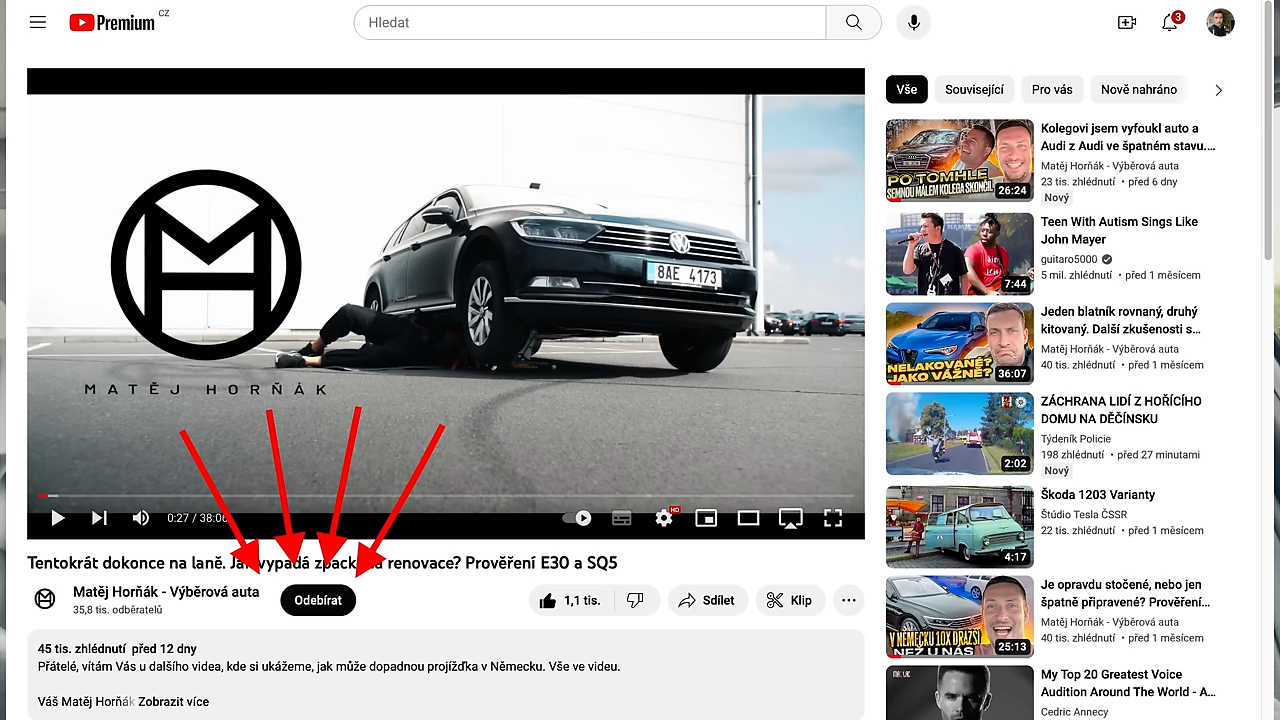 Premium CZ
Hledat
3
MATĚJ HORŇÁK
8AE 4173
0:27 / 38:06
HD
Tentokrát dokonce na laně. Jak vypadá zpackaná renovace? Prověření E30 a SQ5
Matěj Horňák - Výběrová auta
35,8 tis. odběratelů
Odebírat
1,1 tis.
Sdílet
Klip
45 tis. zhlédnutí před 12 dny
Přátelé, vítám Vás u dalšího videa, kde si ukážeme, jak může dopadnou projížďka v Německu. Vše ve videu.
Váš Matěj Horňák Zobrazit více
Vše
Související
Pro vás
Nově nahráno
PO TOMHLE
SEMNOU MÁLEM KOLEGA SKONČIL
26:24
Kolegovi jsem vyfoukl auto a
Audi z Audi ve špatném stavu....
Matěj Horňák - Výběrová auta
23 tis. zhlédnutí • před 6 dny
Nový
7:44
Teen With Autism Sings Like
John Mayer
guitaro5000
5 mil. zhlédnutí • před 1 měsícem
NELAKOVANÉ?
JAKO VÁŽNĚ?
36:07
Jeden blatník rovnaný, druhý
kitovaný. Další zkušenosti s...
Matěj Horňák - Výběrová auta
40 tis. zhlédnutí • před 1 měsícem
2:02
ZÁCHRANA LIDÍ Z HOŘÍCÍHO
DOMU NA DĚČÍNSKU
Týdeník Policie
198 zhlédnutí • před 27 minutami
Nový
4:17
Škoda 1203 Varianty
Štúdio Tesla ČSSR
22 tis. zhlédnutí • před 1 měsícem
V NĚMECKU 10X DRAŽŠÍ
NEŽ U NÁS
25:13
Je opravdu stočené, nebo jen
špatně připravené? Prověření...
Matěj Horňák - Výběrová auta
40 tis. zhlédnutí • před 1 měsícem
My Top 20 Greatest Voice
Audition Around The World - A...
Cedric Annecy